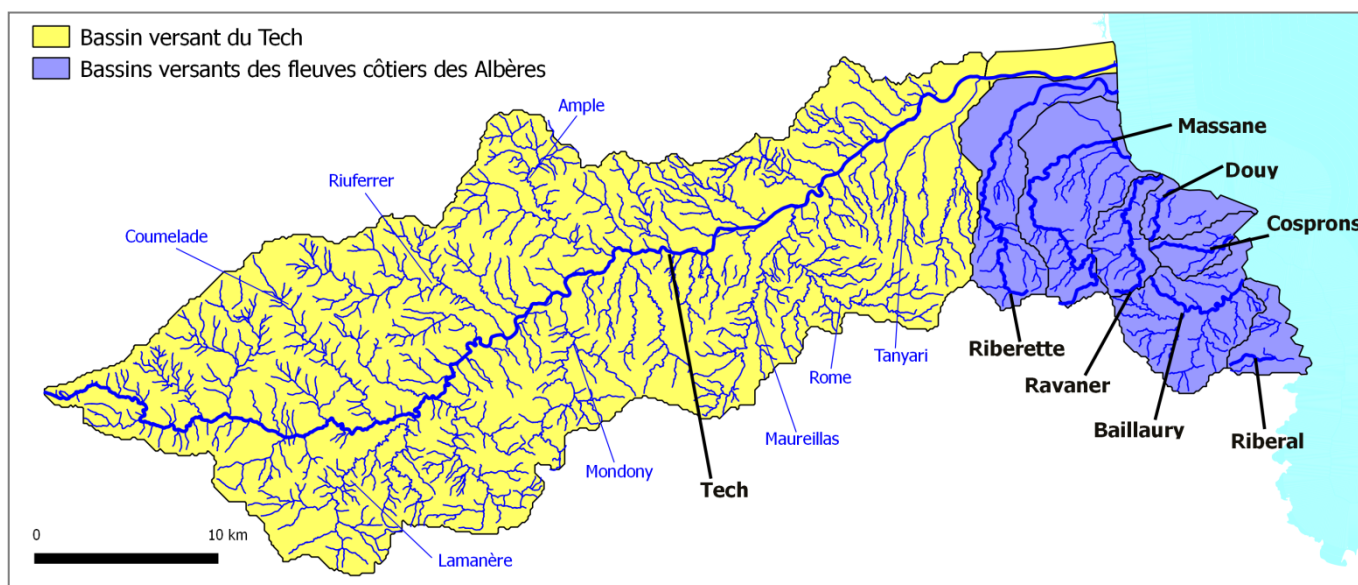 Bassin versant du Tech
Bassins versants des fleuves côtiers des Albères
Ample
Massane
Douy
Riuferrer
Cosprons
Coumelade
Riberette
Tanyari
Rome
Ravaner
Maureillas
Baillaury
Riberal
Mondony
Tech
0 10 km
Lamanère